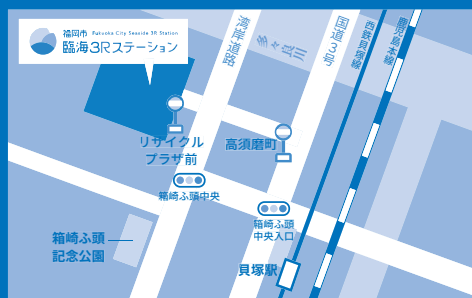 福岡市 Fukuoka City Seaside 3R Station
臨海3Rステーション
湾岸道路
多々良川
国道3号
西鉄貝塚線
鹿児島本線
リサイクル
プラザ前
高須磨町
箱崎ふ頭中央
箱崎ふ頭
中央入口
箱崎ふ頭
記念公園
貝塚駅